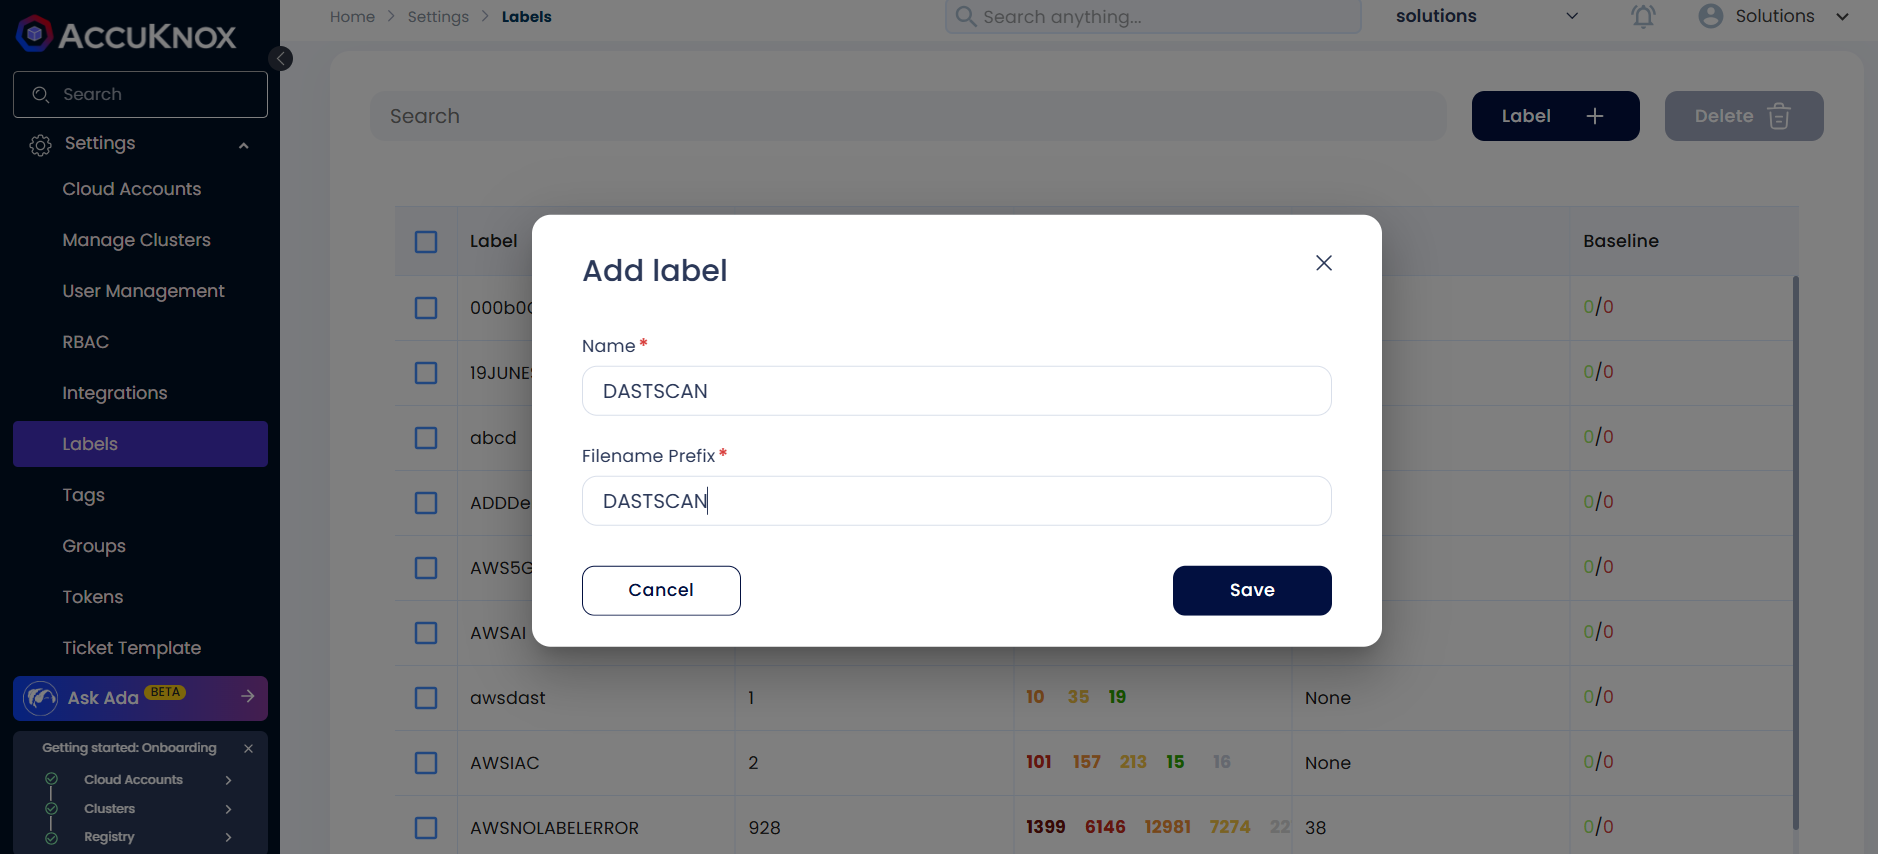 ACCUKNOX
Home > Settings > Labels
Search anything...
solutions
Solutions
Search
Settings
Cloud Accounts
Manage Clusters
User Management
RBAC
Integrations
Labels
Tags
Groups
Tokens
Ticket Template
Ask Ada BETA
Getting started: Onboarding
Cloud Accounts
Clusters
Registry
Search
Label +
Delete
Label Baseline
000b0 0/0
19JUNE 0/0
abcd 0/0
ADDDe 0/0
AWS5G 0/0
AWSAI 0/0
awsdast 1 10 35 19 None 0/0
AWSIAC 2 101 157 213 15 16 None 0/0
AWSNOLABELERROR 928 1399 6146 12981 7274 22 38 0/0
Add label
Name *
DASTSCAN
Filename Prefix *
DASTSCAN
Cancel
Save